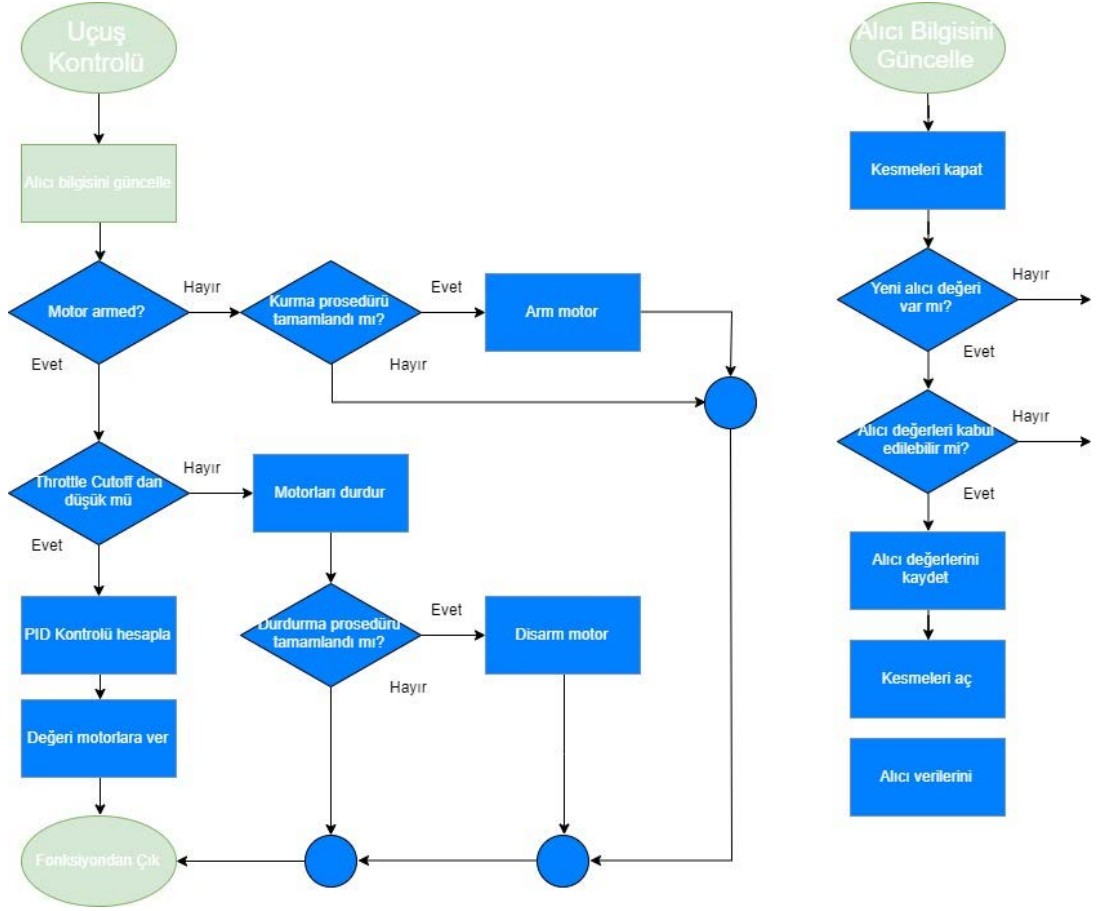 Uçuş
Kontrolü
Alıcı bilgisini güncelle
Motor armed?
Hayır
Evet
Kurma prosedürü
tamamlandı mı?
Evet
Hayır
Arm motor
Throttle Cutoff dan
düşük mü
Hayır
Evet
Motorları durdur
PID Kontrolü hesapla
Durdurma prosedürü
tamamlandı mı?
Evet
Hayır
Disarm motor
Değeri motorlara ver
Fonksiyondan Çık
Alıcı Bilgisini
Güncelle
Kesmeleri kapat
Yeni alıcı değeri
var mı?
Hayır
Evet
Alıcı değerleri kabul
edilebilir mi?
Hayır
Evet
Alıcı değerlerini
kaydet
Kesmeleri aç
Alıcı verilerini